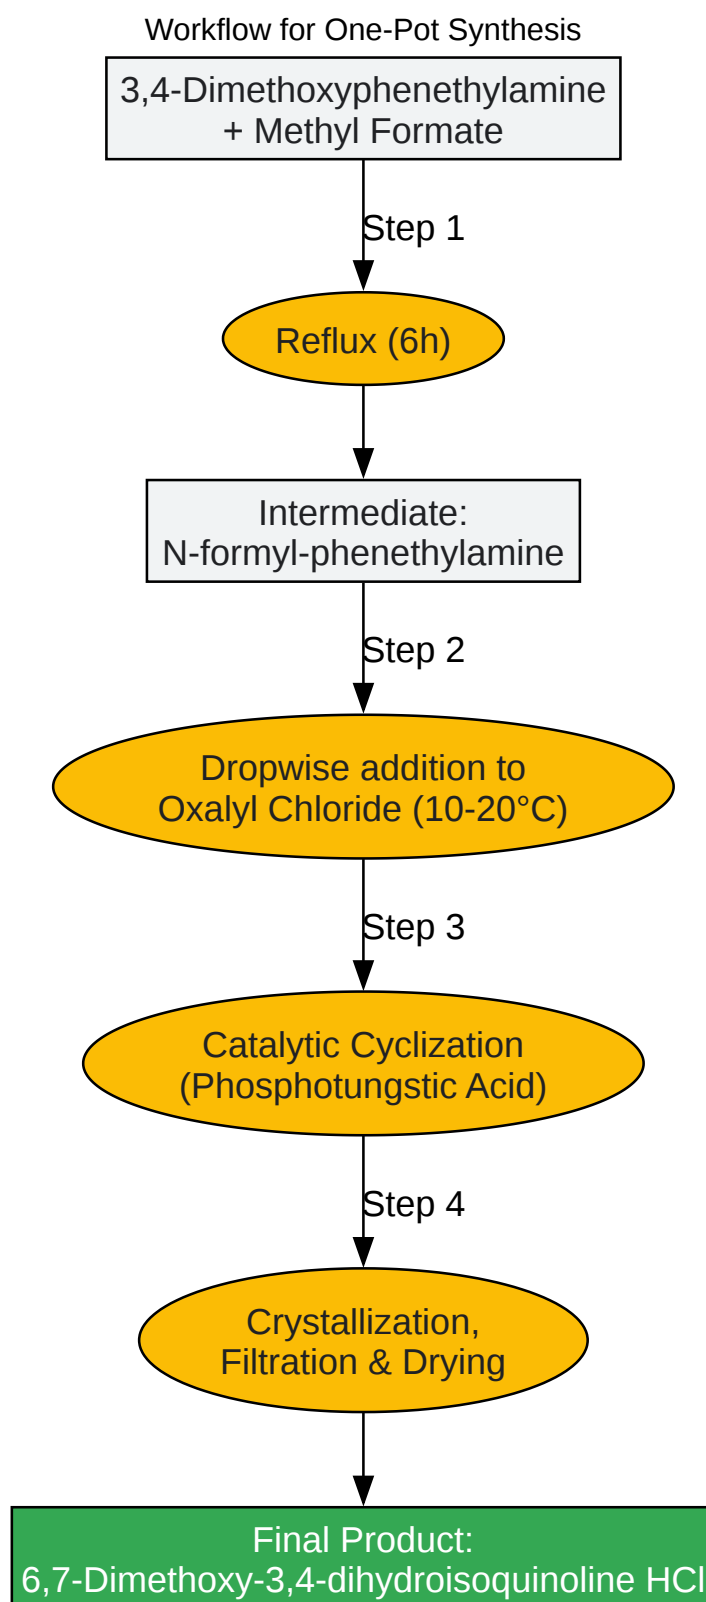 Workflow for One-Pot Synthesis
3,4-Dimethoxyphenethylamine
+ Methyl Formate
Step 1
Reflux (6h)
Intermediate:
N-formyl-phenethylamine
Step 2
Dropwise addition to
Oxalyl Chloride (10-20°C)
Step 3
Catalytic Cyclization
(Phosphotungstic Acid)
Step 4
Crystallization,
Filtration & Drying
Final Product:
6,7-Dimethoxy-3,4-dihydroisoquinoline HCl